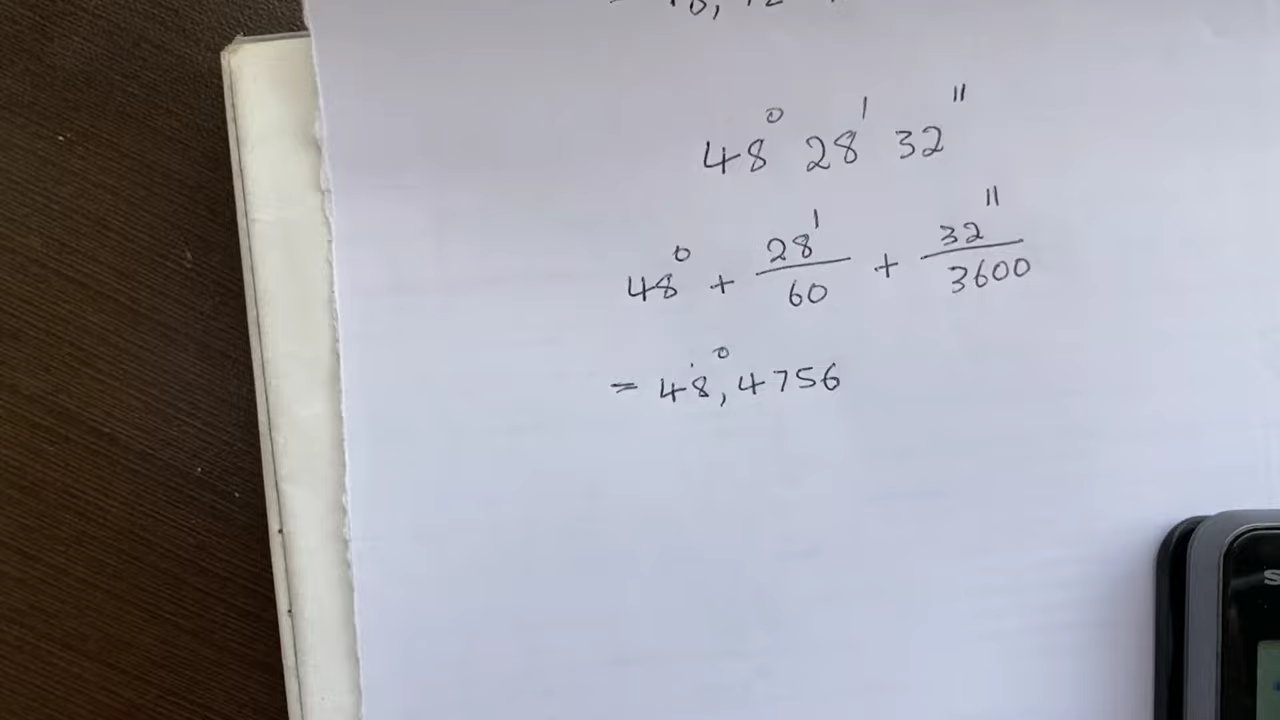 48° 28' 32"
48° + 28'/60 + 32"/3600
= 48°,4756